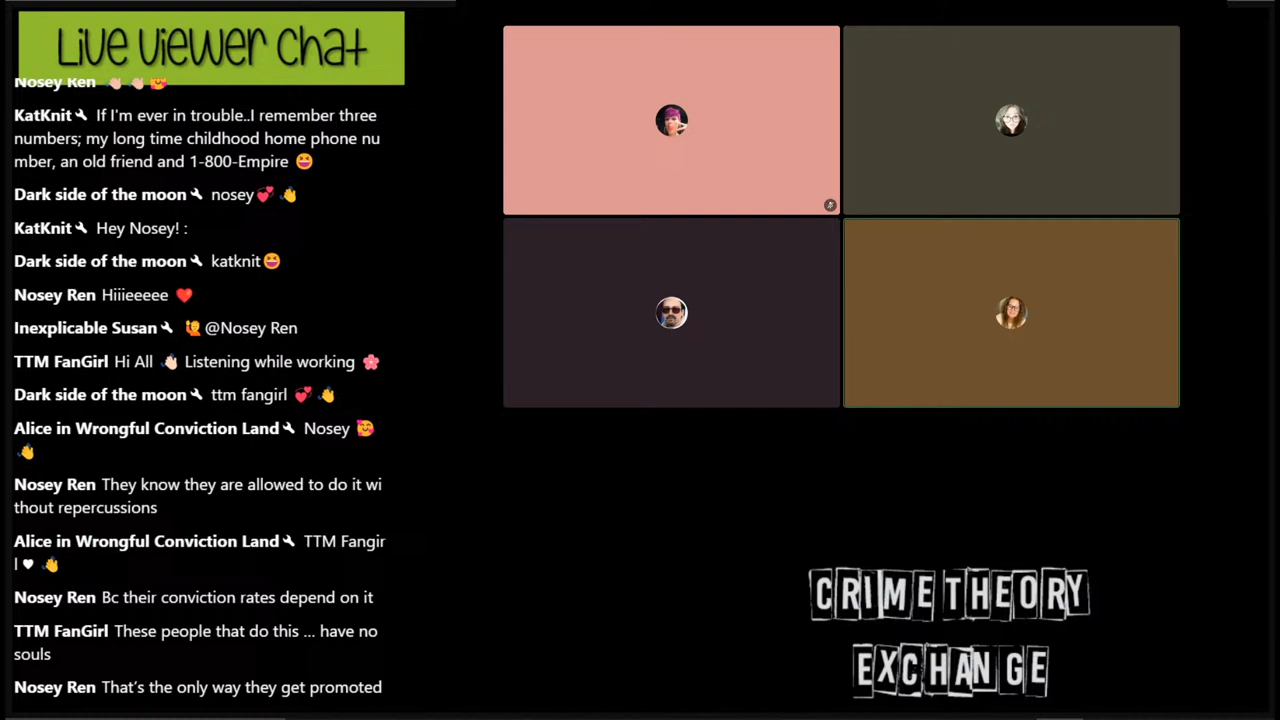 Live Viewer Chat
Nosey Ren 👏🏻 👏🏻 🥰
KatKnit If I'm ever in trouble..I remember three
numbers; my long time childhood home phone nu
mber, an old friend and 1-800-Empire 😆
Dark side of the moon nosey💞 👋
KatKnit Hey Nosey! :
Dark side of the moon katknit😆
Nosey Ren Hiiieeeee ❤️
Inexplicable Susan 🙋 @Nosey Ren
TTM FanGirl Hi All 👋🏻 Listening while working 🌸
Dark side of the moon ttm fangirl 💞 👋
Alice in Wrongful Conviction Land Nosey 🥰
👋
Nosey Ren They know they are allowed to do it wi
thout repercussions
Alice in Wrongful Conviction Land TTM Fangir
l ♥ 👋
Nosey Ren Bc their conviction rates depend on it
TTM FanGirl These people that do this ... have no
souls
Nosey Ren That's the only way they get promoted
CRIME THEORY
EXCHANGE